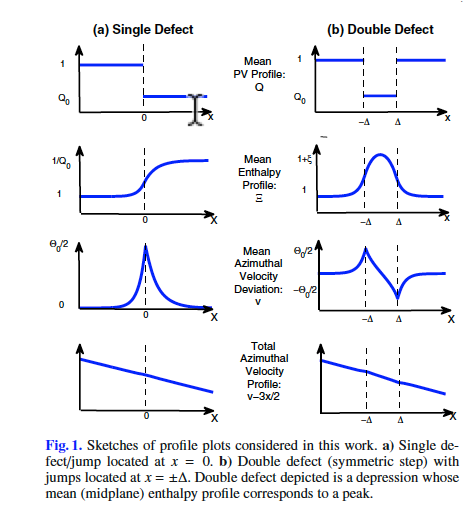 (a) Single Defect
(b) Double Defect
1
Q₀
0
X
Mean
PV Profile:
Q
1
Q₀
−Δ
Δ
X
1/Q₀
1
0
X
Mean
Enthalpy
Profile:
Ξ
1+ξ
1
−Δ
Δ
X
θ₀/2
0
0
X
Mean
Azimuthal
Velocity
Deviation:
v
θ₀/2
−θ₀/2
−Δ
Δ
X
0
X
Total
Azimuthal
Velocity
Profile:
v−3x/2
−Δ
Δ
X
Fig. 1. Sketches of profile plots considered in this work. a) Single de-
fect/jump located at x = 0. b) Double defect (symmetric step) with
jumps located at x = ±Δ. Double defect depicted is a depression whose
mean (midplane) enthalpy profile corresponds to a peak.